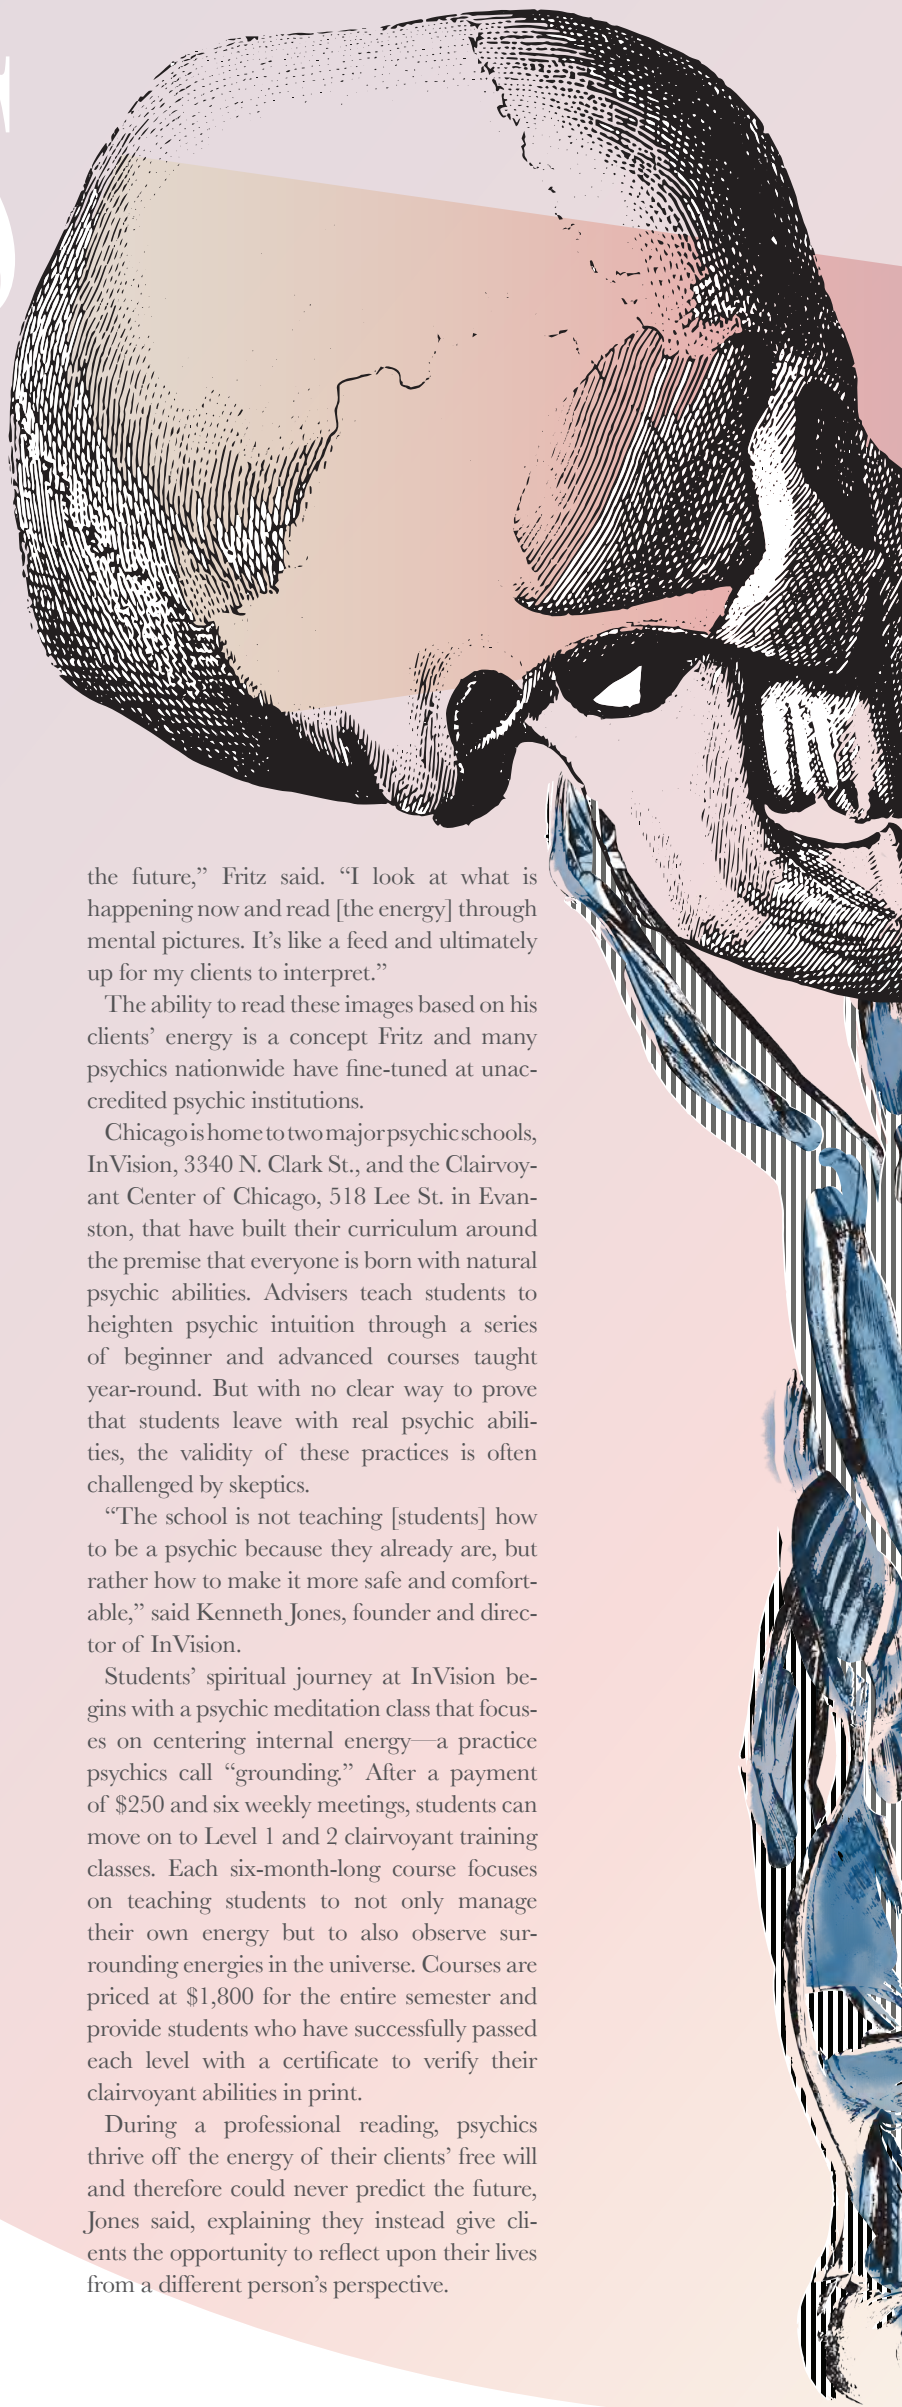 the future,” Fritz said. “I look at what is
happening now and read [the energy] through
mental pictures. It’s like a feed and ultimately
up for my clients to interpret.”
The ability to read these images based on his
clients’ energy is a concept Fritz and many
psychics nationwide have fine-tuned at unac-
credited psychic institutions.
Chicago is home to two major psychic schools,
InVision, 3340 N. Clark St., and the Clairvoy-
ant Center of Chicago, 518 Lee St. in Evan-
ston, that have built their curriculum around
the premise that everyone is born with natural
psychic abilities. Advisers teach students to
heighten psychic intuition through a series
of beginner and advanced courses taught
year-round. But with no clear way to prove
that students leave with real psychic abili-
ties, the validity of these practices is often
challenged by skeptics.
“The school is not teaching [students] how
to be a psychic because they already are, but
rather how to make it more safe and comfort-
able,” said Kenneth Jones, founder and direc-
tor of InVision.
Students’ spiritual journey at InVision be-
gins with a psychic meditation class that focus-
es on centering internal energy—a practice
psychics call “grounding.” After a payment
of $250 and six weekly meetings, students can
move on to Level 1 and 2 clairvoyant training
classes. Each six-month-long course focuses
on teaching students to not only manage
their own energy but to also observe sur-
rounding energies in the universe. Courses are
priced at $1,800 for the entire semester and
provide students who have successfully passed
each level with a certificate to verify their
clairvoyant abilities in print.
During a professional reading, psychics
thrive off the energy of their clients’ free will
and therefore could never predict the future,
Jones said, explaining they instead give cli-
ents the opportunity to reflect upon their lives
from a different person’s perspective.